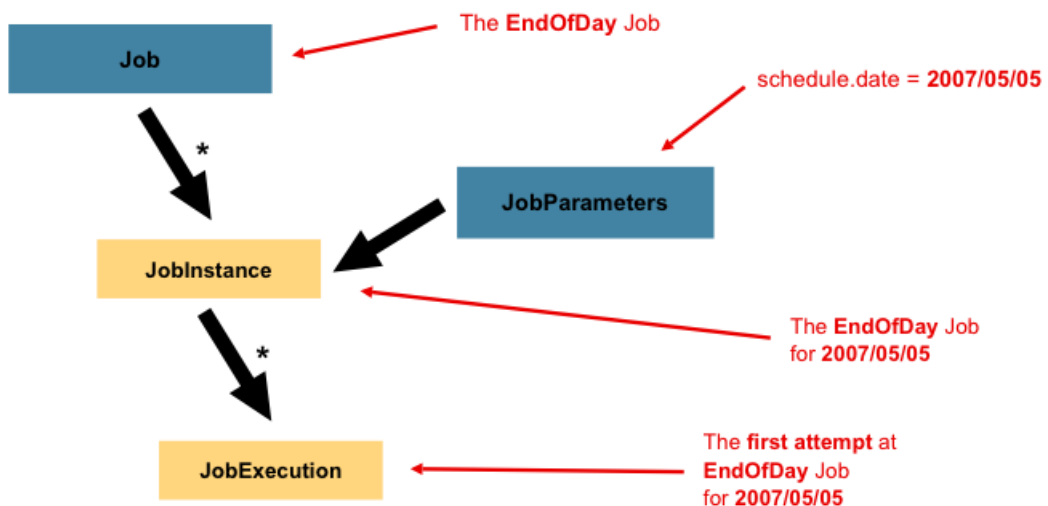 The EndOfDay Job
Job
schedule.date = 2007/05/05
*
JobParameters
JobInstance
The EndOfDay Job
for 2007/05/05
*
The first attempt at
EndOfDay Job
for 2007/05/05
JobExecution